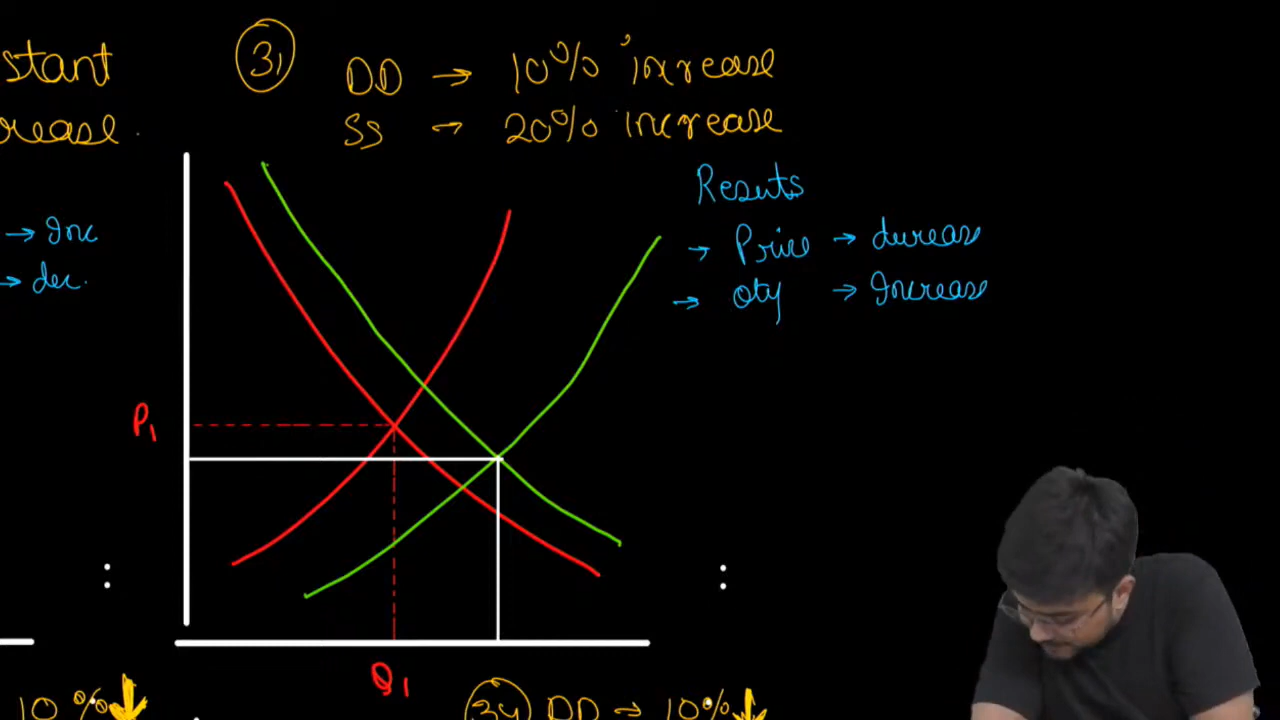 stant
rease.
→ Inc
→ dec.
31 DD → 10% increase
SS → 20% increase
Resuts
→ Price → decrease
→ Qty → Increase
P1
Q1
:
:
10 %↓
34 DD → 10%↓